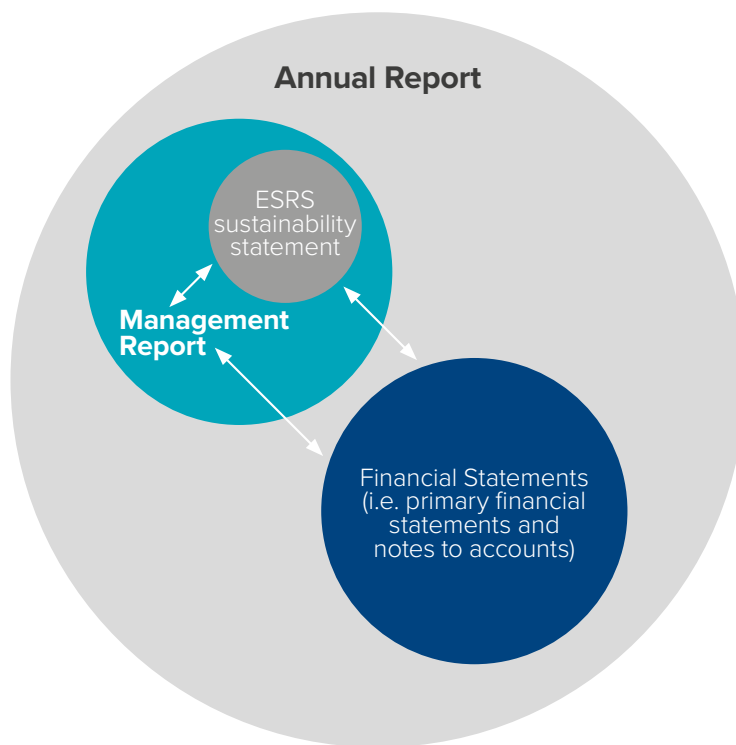 Annual Report
ESRS
sustainability
statement
Management
Report
Financial Statements
(i.e. primary financial
statements and
notes to accounts)